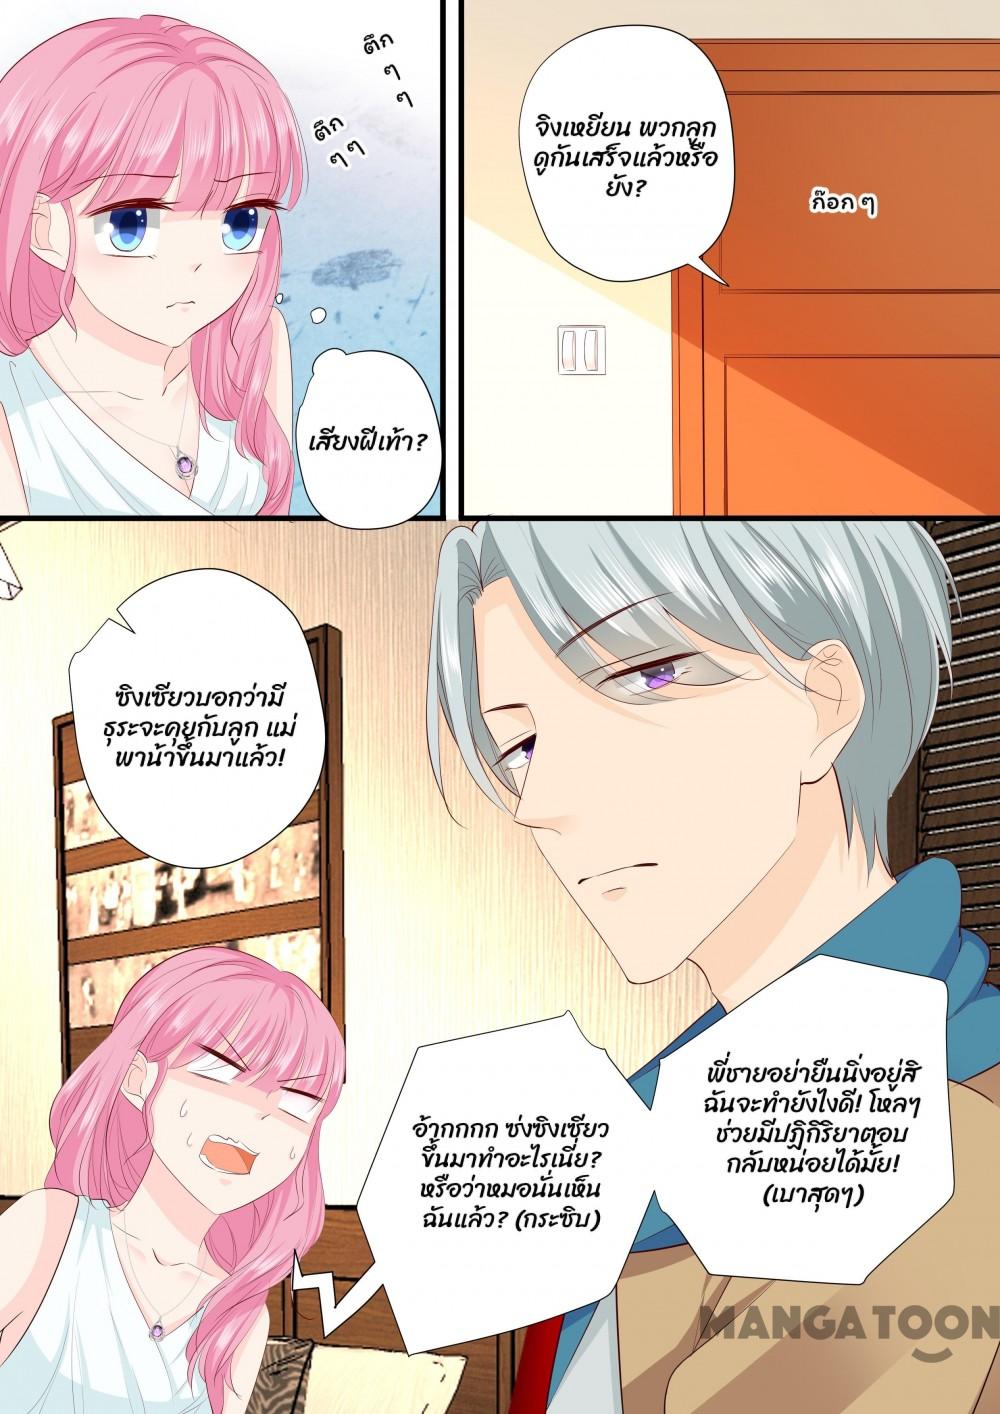 ตึก
ๆ
ๆ
ตึก
ๆๆ
เสียงฝีเท้า?
จิงเหยียน พวกลูก
ดูกันเสร็จแล้วหรือ
ยัง?
ก๊อก ๆ
ซิงเซียวบอกว่ามี
ธุระจะคุยกับลูก แม่
พาน้าขึ้นมาแล้ว!
อ้ากกกก ซ่งซิงเซียว
ขึ้นมาทำอะไรเนี่ย?
หรือว่าหมอนั่นเห็น
ฉันแล้ว? (กระซิบ)
พี่ชายอย่ายืนนิ่งอยู่สิ
ฉันจะทำยังไงดี! โหลๆ
ช่วยมีปฏิกิริยาตอบ
กลับหน่อยได้มั้ย!
(เบาสุดๆ)
MANGATOON